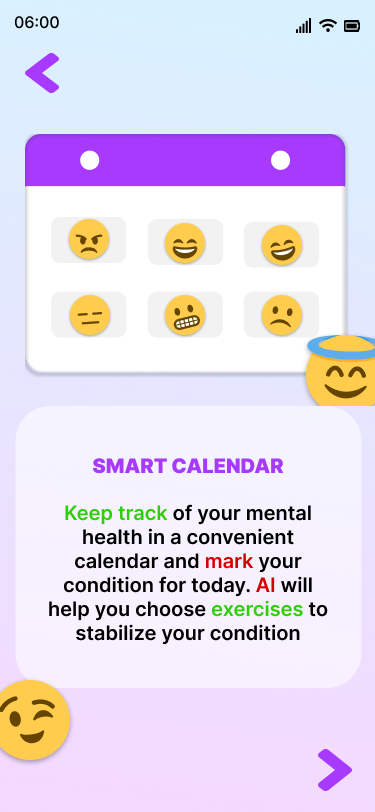 06:00
SMART CALENDAR
Keep track of your mental
health in a convenient
calendar and mark your
condition for today. AI will
help you choose exercises to
stabilize your condition